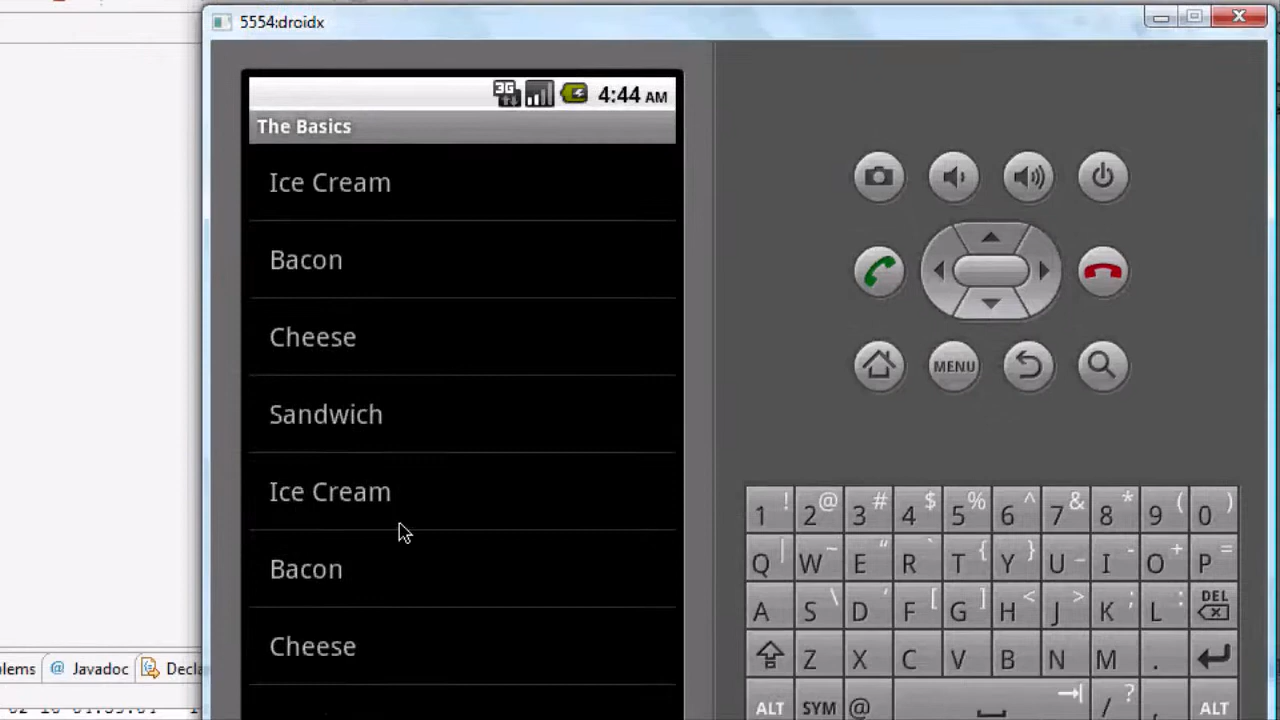 5554:droidx
3G 4:44 AM
The Basics
Ice Cream
Bacon
Cheese
Sandwich
Ice Cream
Bacon
Cheese
MENU
1 ! 2 @ 3 # 4 $ 5 % 6 ^ 7 & 8 * 9 ( 0 )
Q | W ~ E " R ` T { Y } U _ I - O + P =
A S \ D ' F [ G ] H < J > K ; L : DEL
Z X C V B N M .
ALT SYM @ / ? , ALT
lems @ Javadoc Decla